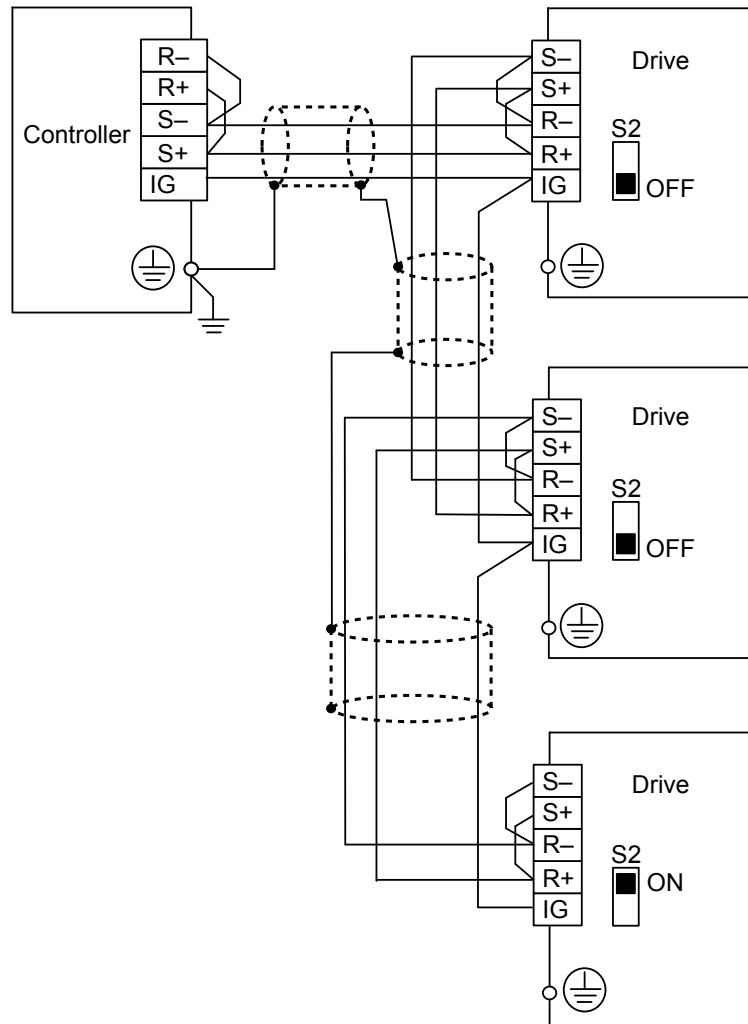 R–
R+
S–
S+
IG
Controller
S–
S+
R–
R+
IG
Drive
S2
OFF
S–
S+
R–
R+
IG
Drive
S2
OFF
S–
S+
R–
R+
IG
Drive
S2
ON